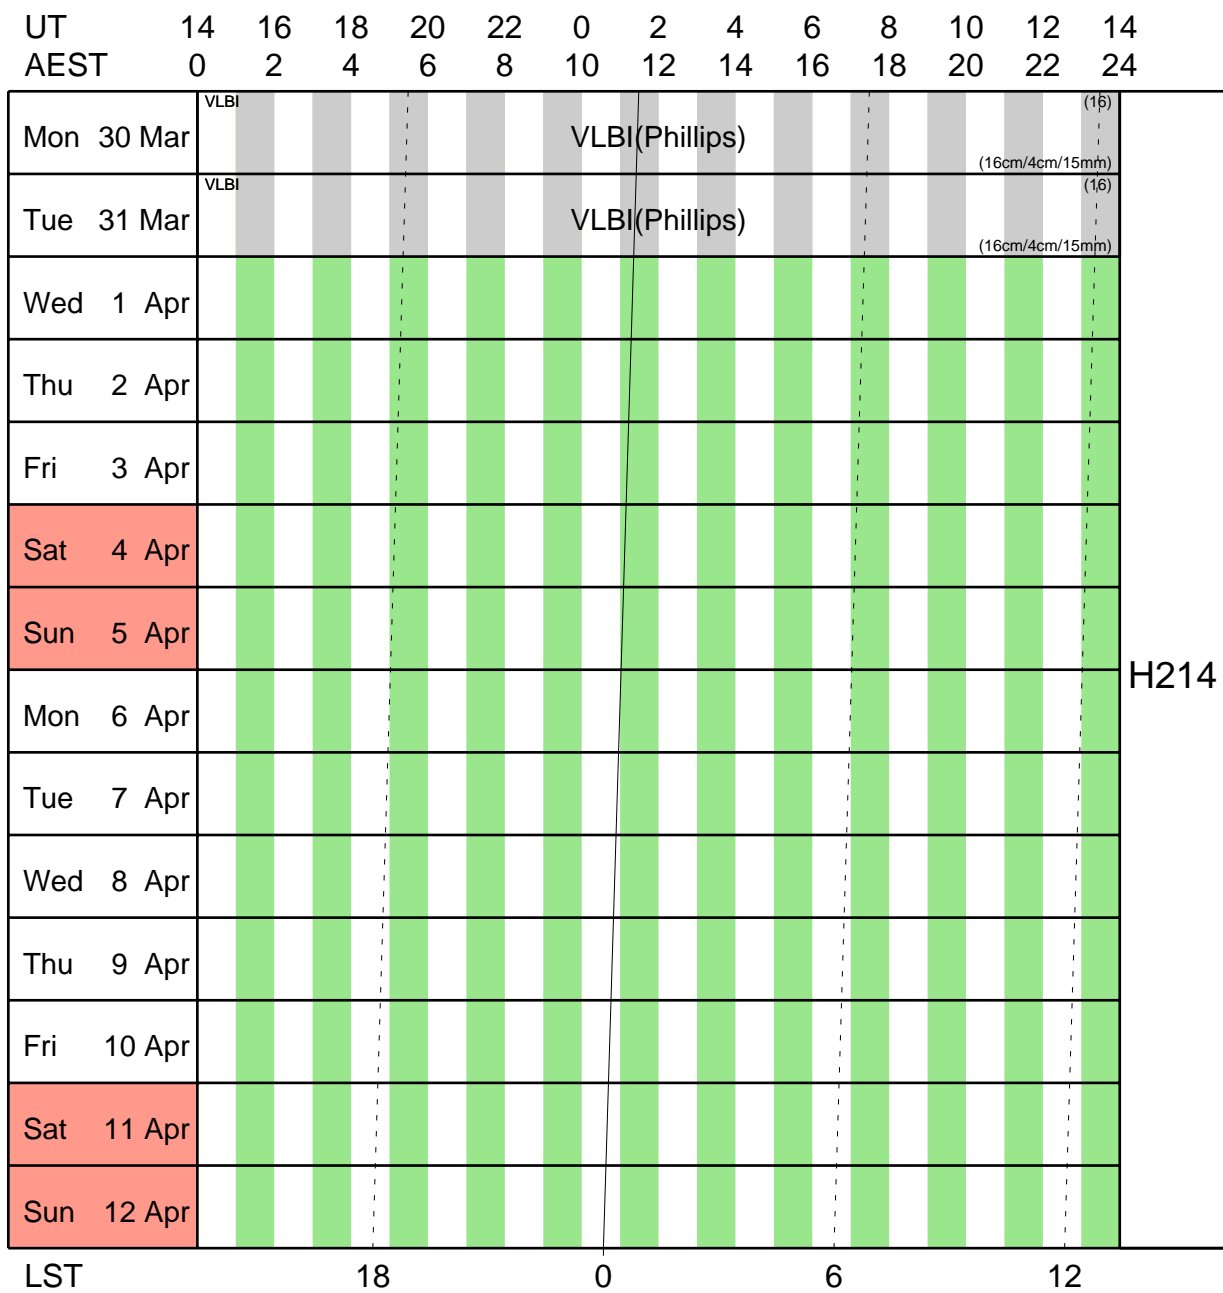 UT 14 16 18 20 22 0 2 4 6 8 10 12 14
AEST 0 2 4 6 8 10 12 14 16 18 20 22 24
VLBI (16)
Mon 30 Mar VLBI(Phillips)
(16cm/4cm/15mm)
VLBI (16)
Tue 31 Mar VLBI(Phillips)
(16cm/4cm/15mm)
Wed 1 Apr
Thu 2 Apr
Fri 3 Apr
Sat 4 Apr
Sun 5 Apr
H214
Mon 6 Apr
Tue 7 Apr
Wed 8 Apr
Thu 9 Apr
Fri 10 Apr
Sat 11 Apr
Sun 12 Apr
LST 18 0 6 12